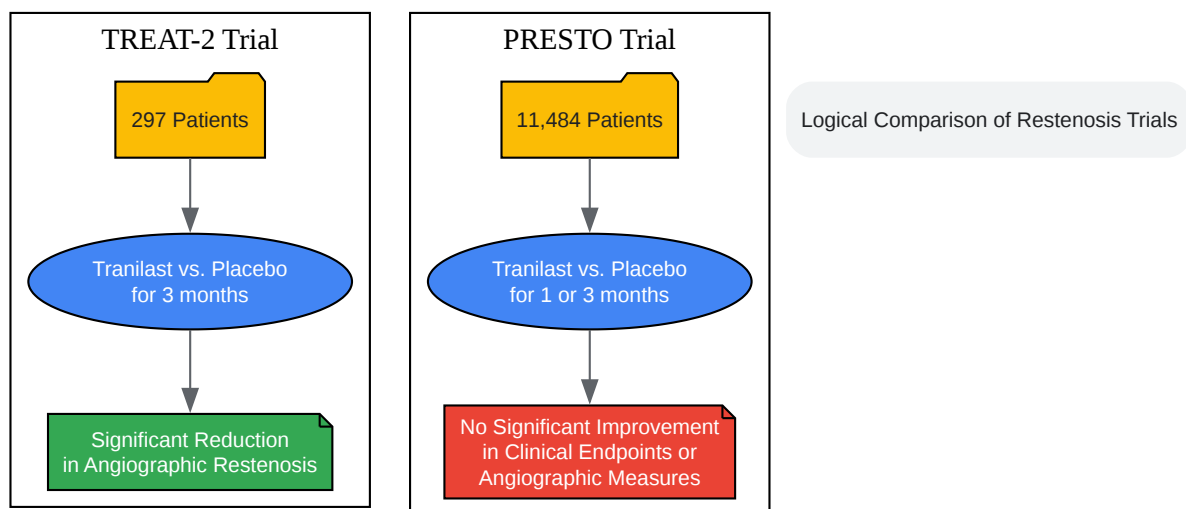 TREAT-2 Trial
297 Patients
Tranilast vs. Placebo
for 3 months
Significant Reduction
in Angiographic Restenosis
PRESTO Trial
11,484 Patients
Tranilast vs. Placebo
for 1 or 3 months
No Significant Improvement
in Clinical Endpoints or
Angiographic Measures
Logical Comparison of Restenosis Trials